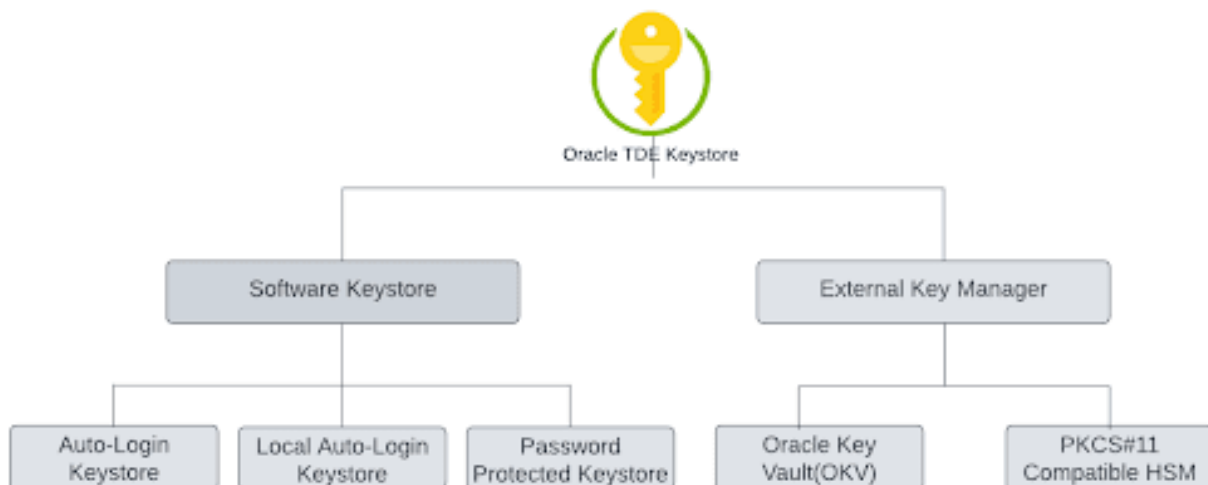 Oracle TDE Keystore
Software Keystore
External Key Manager
Auto-Login
Keystore
Local Auto-Login
Keystore
Password
Protected Keystore
Oracle Key
Vault(OKV)
PKCS#11
Compatible HSM